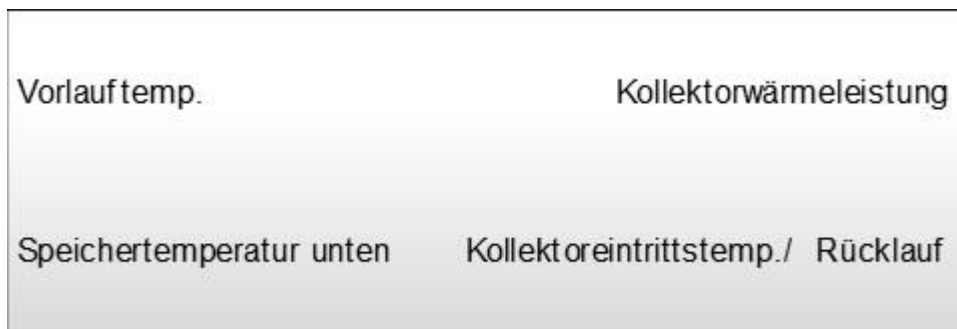 Vorlauftemp. Kollektorwärmeleistung
Speichertemperatur unten Kollektoreintrittstemp./ Rücklauf